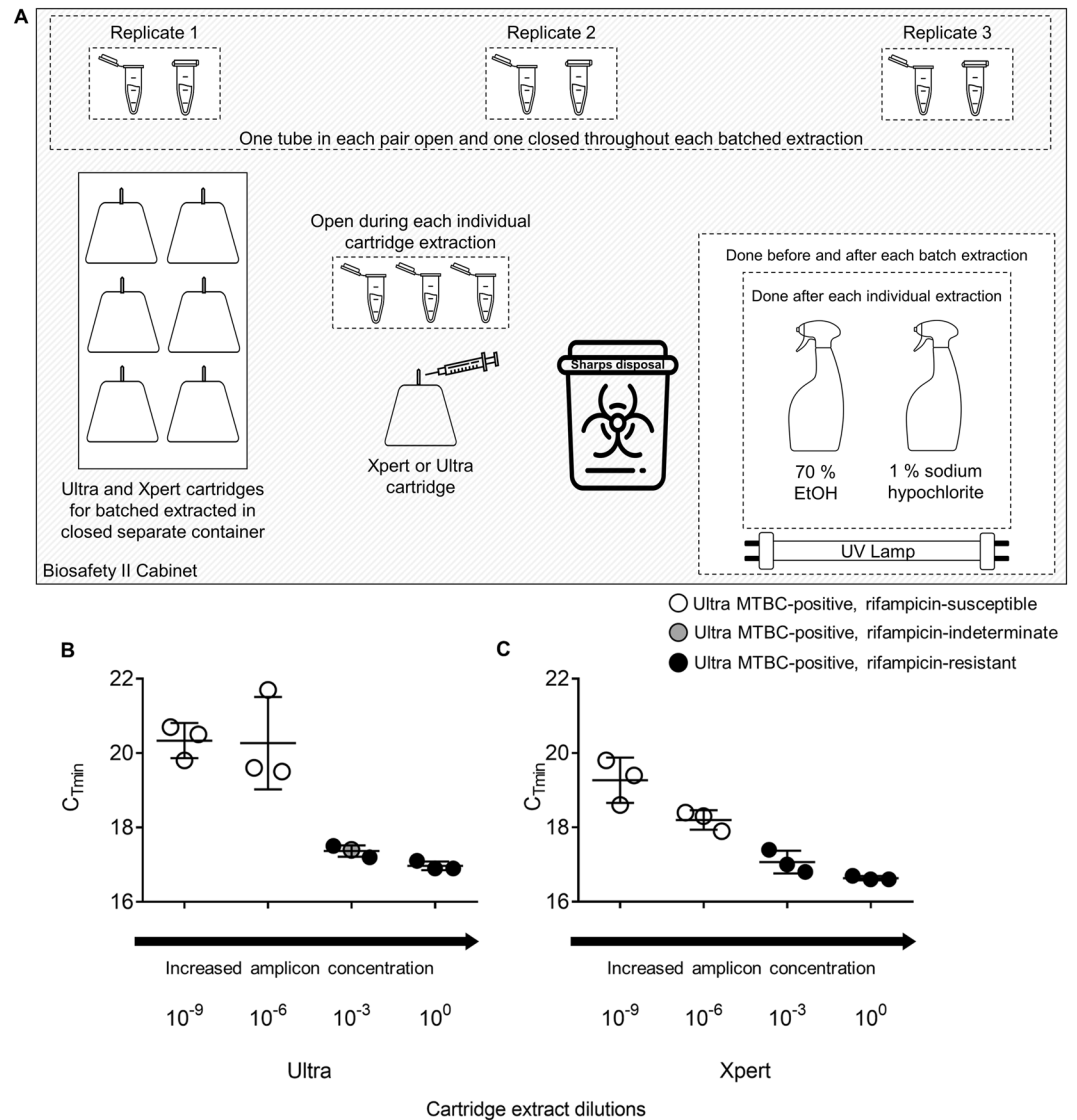 A
Replicate 1
Replicate 2
Replicate 3
One tube in each pair open and one closed throughout each batched extraction
Open during each individual
cartridge extraction
Done before and after each batch extraction
Done after each individual extraction
Sharps disposal
70 %
EtOH
1 % sodium
hypochlorite
Xpert or Ultra
cartridge
Ultra and Xpert cartridges
for batched extracted in
closed separate container
UV Lamp
Biosafety II Cabinet
Ultra MTBC-positive, rifampicin-susceptible
Ultra MTBC-positive, rifampicin-indeterminate
Ultra MTBC-positive, rifampicin-resistant
B
22
20
18
16
CTmin
Increased amplicon concentration
10⁻⁹ 10⁻⁶ 10⁻³ 10⁰
Ultra
C
22
20
18
16
CTmin
Increased amplicon concentration
10⁻⁹ 10⁻⁶ 10⁻³ 10⁰
Xpert
Cartridge extract dilutions